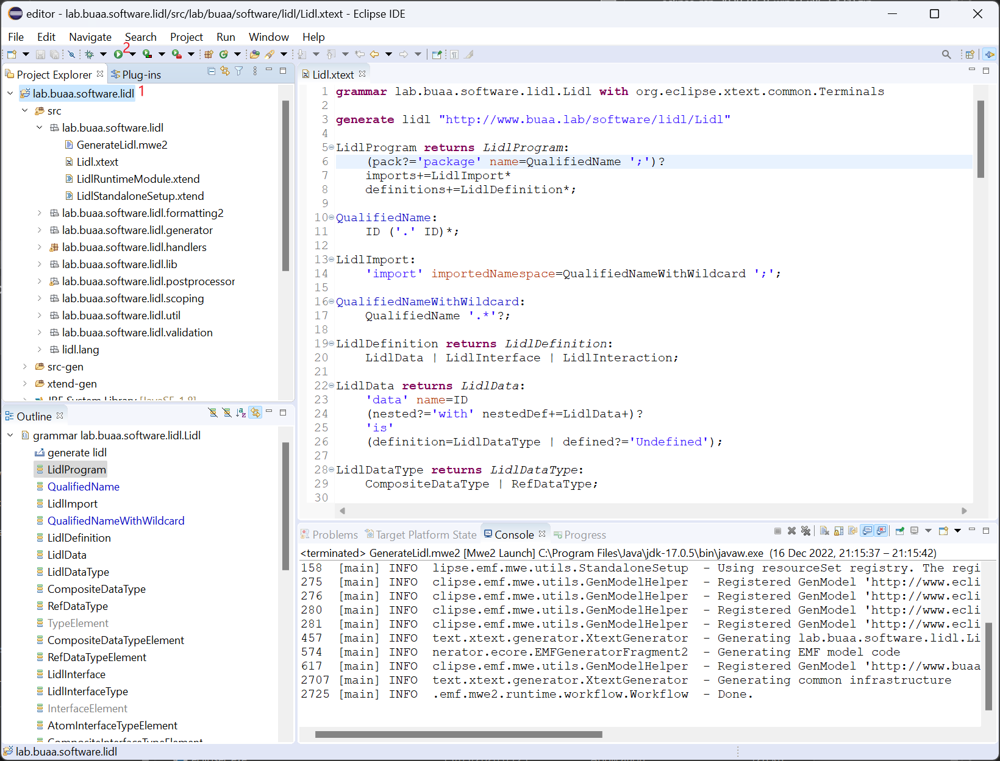 editor - lab.buaa.software.lidl/src/lab/buaa/software/lidl/Lidl.xtext - Eclipse IDE
File Edit Navigate Search Project Run Window Help
2
Project Explorer
Plug-ins
lab.buaa.software.lidl 1
src
lab.buaa.software.lidl
GenerateLidl.mwe2
Lidl.xtext
LidlRuntimeModule.xtend
LidlStandaloneSetup.xtend
lab.buaa.software.lidl.formatting2
lab.buaa.software.lidl.generator
lab.buaa.software.lidl.handlers
lab.buaa.software.lidl.lib
lab.buaa.software.lidl.postprocessor
lab.buaa.software.lidl.scoping
lab.buaa.software.lidl.util
lab.buaa.software.lidl.validation
lidl.lang
src-gen
xtend-gen
JRE System Library [JavaSE-1.8]
Outline
grammar lab.buaa.software.lidl.Lidl
generate lidl
LidlProgram
QualifiedName
LidlImport
QualifiedNameWithWildcard
LidlDefinition
LidlData
LidlDataType
CompositeDataType
RefDataType
TypeElement
CompositeDataTypeElement
RefDataTypeElement
LidlInterface
LidlInterfaceType
InterfaceElement
AtomInterfaceTypeElement
CompositeInterfaceTypeElement
Lidl.xtext
1 grammar lab.buaa.software.lidl.Lidl with org.eclipse.xtext.common.Terminals
2
3 generate lidl "http://www.buaa.lab/software/lidl/Lidl"
4
5 LidlProgram returns LidlProgram:
6 (pack?='package' name=QualifiedName ';')?
7 imports+=LidlImport*
8 definitions+=LidlDefinition*;
9
10 QualifiedName:
11 ID ('.' ID)*;
12
13 LidlImport:
14 'import' importedNamespace=QualifiedNameWithWildcard ';';
15
16 QualifiedNameWithWildcard:
17 QualifiedName '.*'?;
18
19 LidlDefinition returns LidlDefinition:
20 LidlData | LidlInterface | LidlInteraction;
21
22 LidlData returns LidlData:
23 'data' name=ID
24 (nested?='with' nestedDef+=LidlData+)?
25 'is'
26 (definition=LidlDataType | defined?='Undefined');
27
28 LidlDataType returns LidlDataType:
29 CompositeDataType | RefDataType;
30
Problems Target Platform State Console Progress
<terminated> GenerateLidl.mwe2 [Mwe2 Launch] C:\Program Files\Java\jdk-17.0.5\bin\javaw.exe (16 Dec 2022, 21:15:37 – 21:15:42)
158 [main] INFO lipse.emf.mwe.utils.StandaloneSetup - Using resourceSet registry. The regi
275 [main] INFO clipse.emf.mwe.utils.GenModelHelper - Registered GenModel 'http://www.ecli
276 [main] INFO clipse.emf.mwe.utils.GenModelHelper - Registered GenModel 'http://www.ecli
280 [main] INFO clipse.emf.mwe.utils.GenModelHelper - Registered GenModel 'http://www.ecli
281 [main] INFO clipse.emf.mwe.utils.GenModelHelper - Registered GenModel 'http://www.ecli
457 [main] INFO text.xtext.generator.XtextGenerator - Generating lab.buaa.software.lidl.Li
574 [main] INFO nerator.ecore.EMFGeneratorFragment2 - Generating EMF model code
617 [main] INFO clipse.emf.mwe.utils.GenModelHelper - Registered GenModel 'http://www.buaa
2707 [main] INFO text.xtext.generator.XtextGenerator - Generating common infrastructure
2725 [main] INFO .emf.mwe2.runtime.workflow.Workflow - Done.
lab.buaa.software.lidl